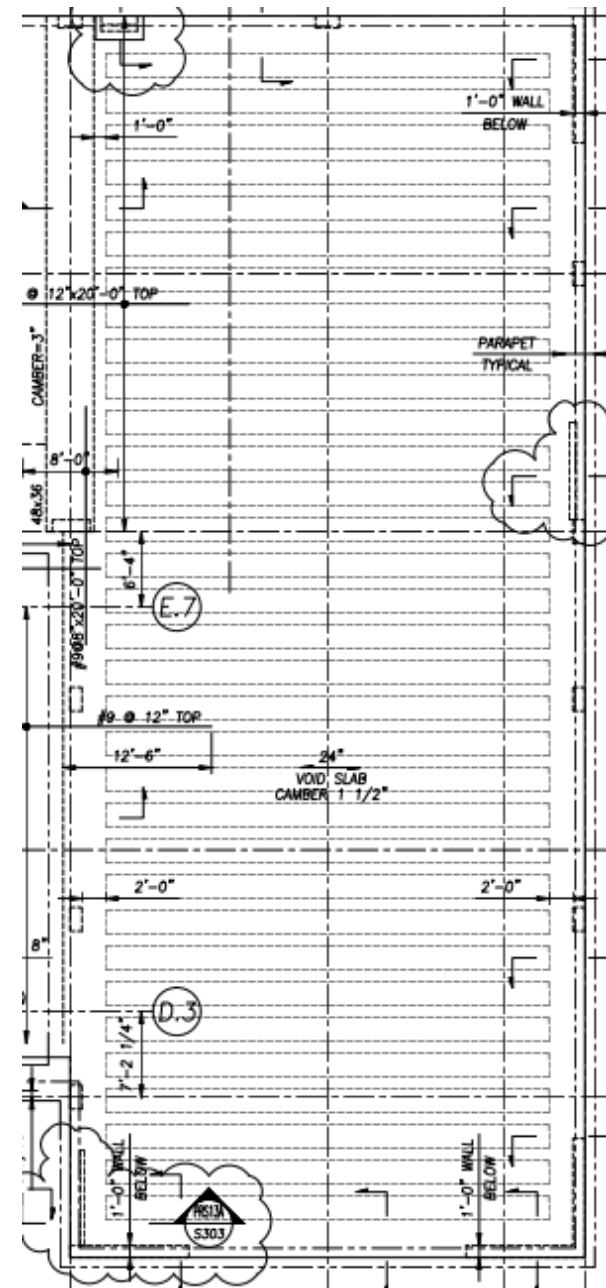 1'-0"
1'-0" WALL
BELOW
@ 12"x20'-0" TOP
CAMBER=3"
PARAPET
TYPICAL
8'-0"
48x36
6'-4"
E.7
#9@8"x20'-0" TOP
#9 @ 12" TOP
12'-6"
24"
VOID SLAB
CAMBER 1 1/2"
2'-0"
2'-0"
8"
D.3
7'-2 1/4"
1'-0" WALL
BELOW
1'-0" WALL
BELOW
S303